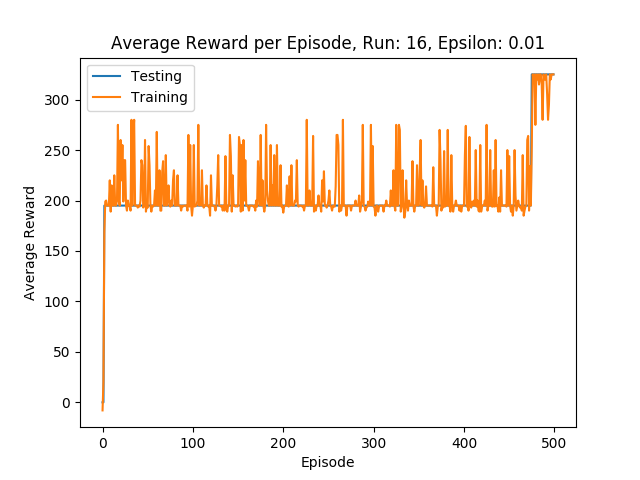 Average Reward per Episode, Run: 16, Epsilon: 0.01
Testing
Training
Average Reward
300
250
200
150
100
50
0
0 100 200 300 400 500
Episode